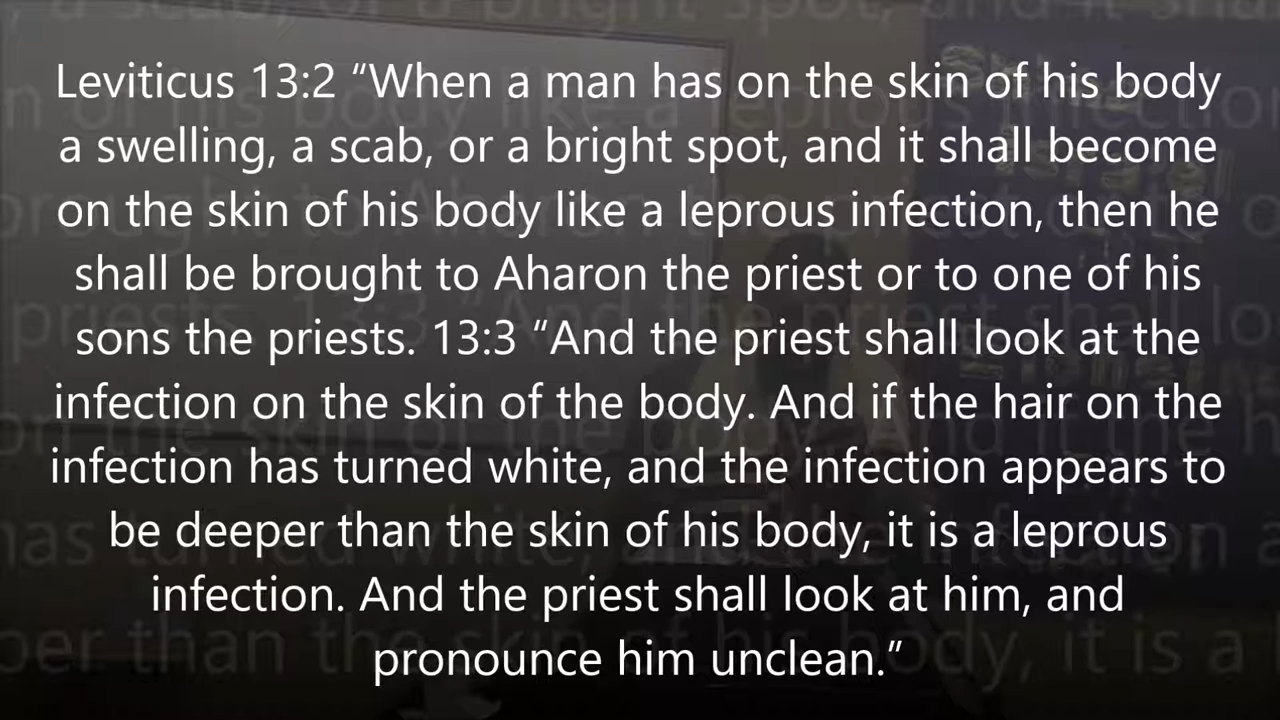 Leviticus 13:2 “When a man has on the skin of his body
a swelling, a scab, or a bright spot, and it shall become
on the skin of his body like a leprous infection, then he
shall be brought to Aharon the priest or to one of his
sons the priests. 13:3 “And the priest shall look at the
infection on the skin of the body. And if the hair on the
infection has turned white, and the infection appears to
be deeper than the skin of his body, it is a leprous
infection. And the priest shall look at him, and
pronounce him unclean.”